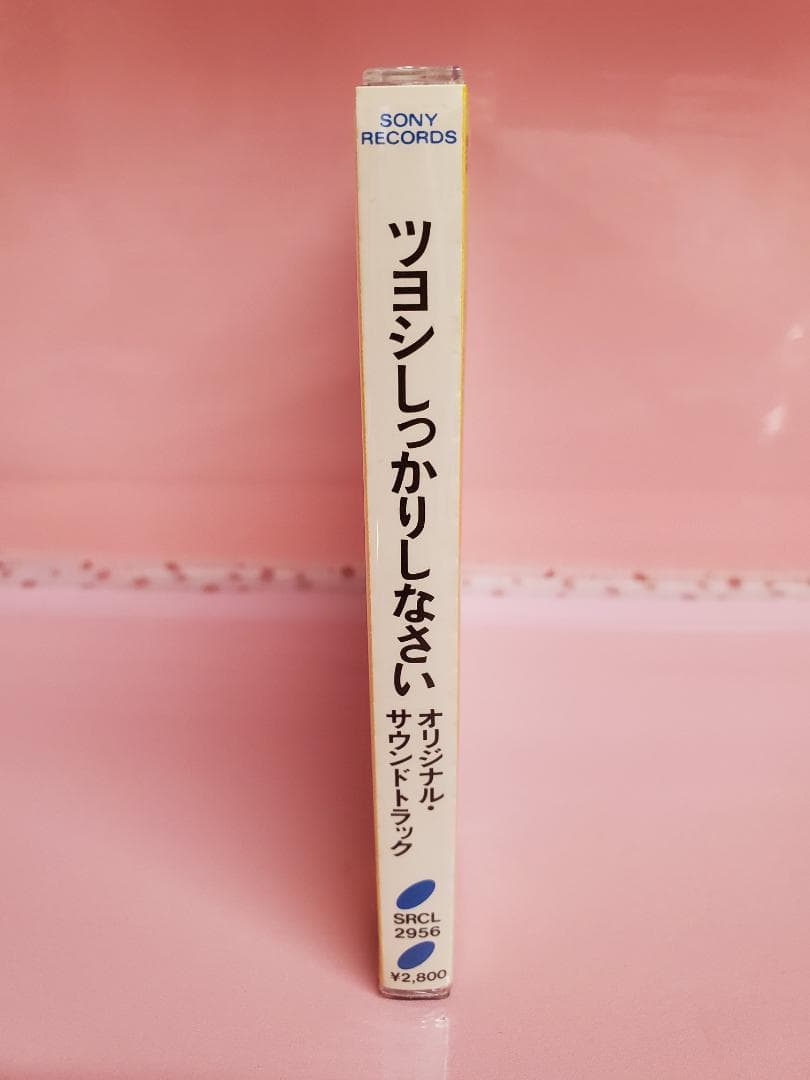 SONY
RECORDS
ツヨシしっかりしなさい
オリジナル・
サウンドトラック
SRCL
2956
¥2,800